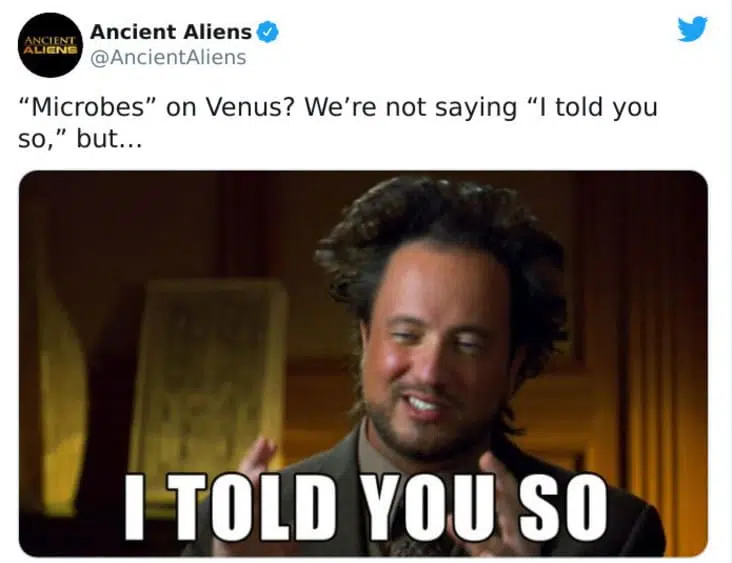 ANCIENT
ALIENS
Ancient Aliens
@AncientAliens
“Microbes” on Venus? We’re not saying “I told you
so,” but...
I TOLD YOU SO